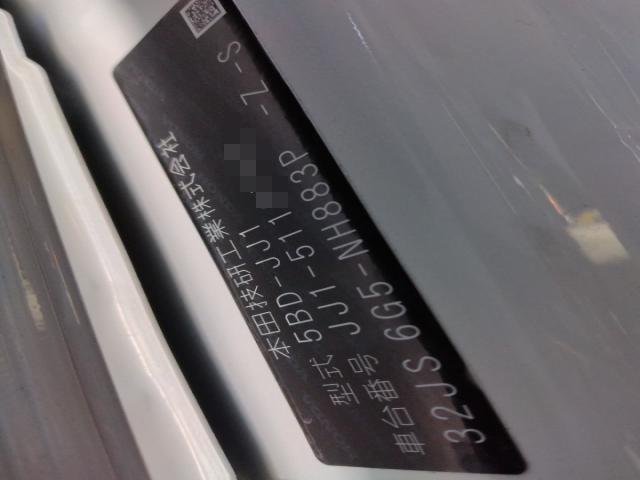 本田技研工業株式会社
型式 5BD-JJ1
車台番号 JJ1-511
32JS 6G5-NH883P -Z-S